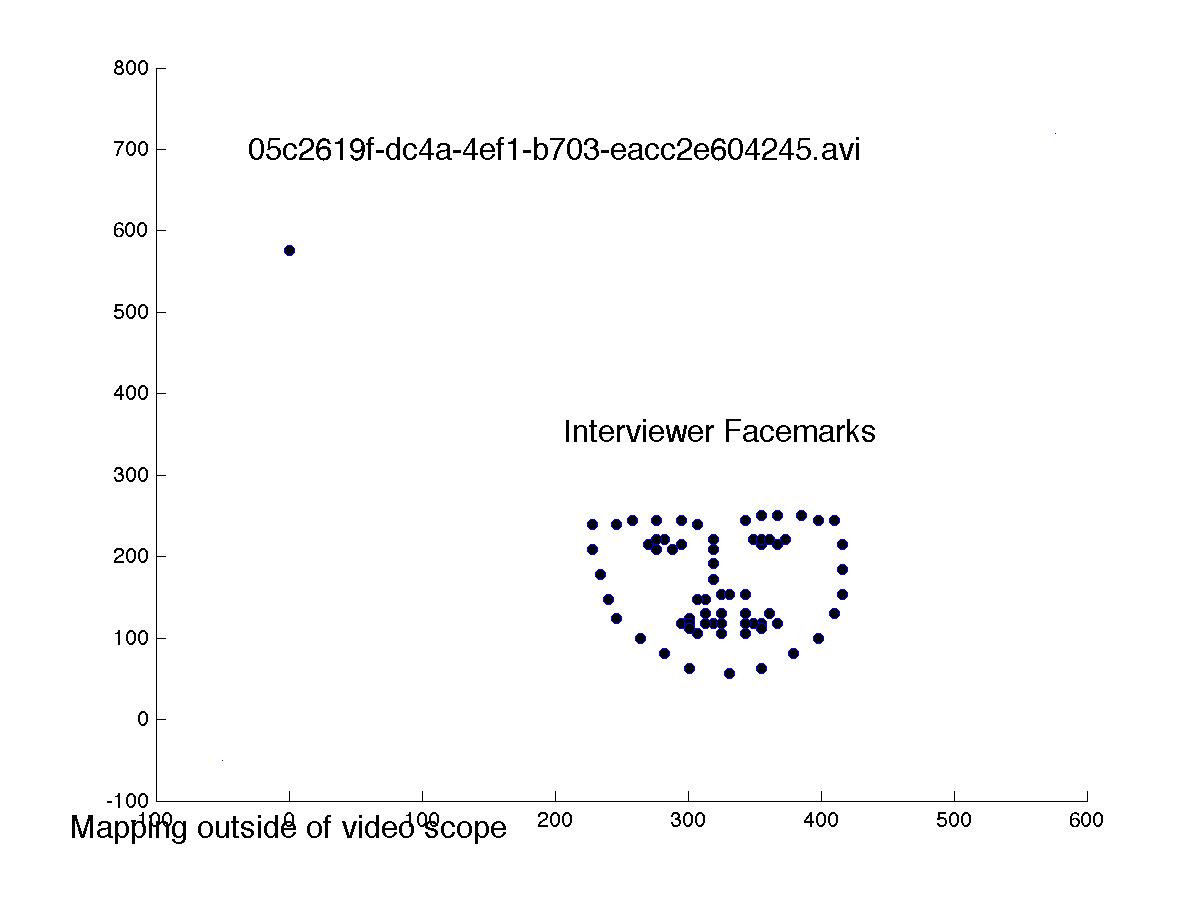 800
700
05c2619f-dc4a-4ef1-b703-eacc2e604245.avi
600
500
400
Interviewer Facemarks
300
200
100
0
-100
-100 0 100 200 300 400 500 600
Mapping outside of video scope